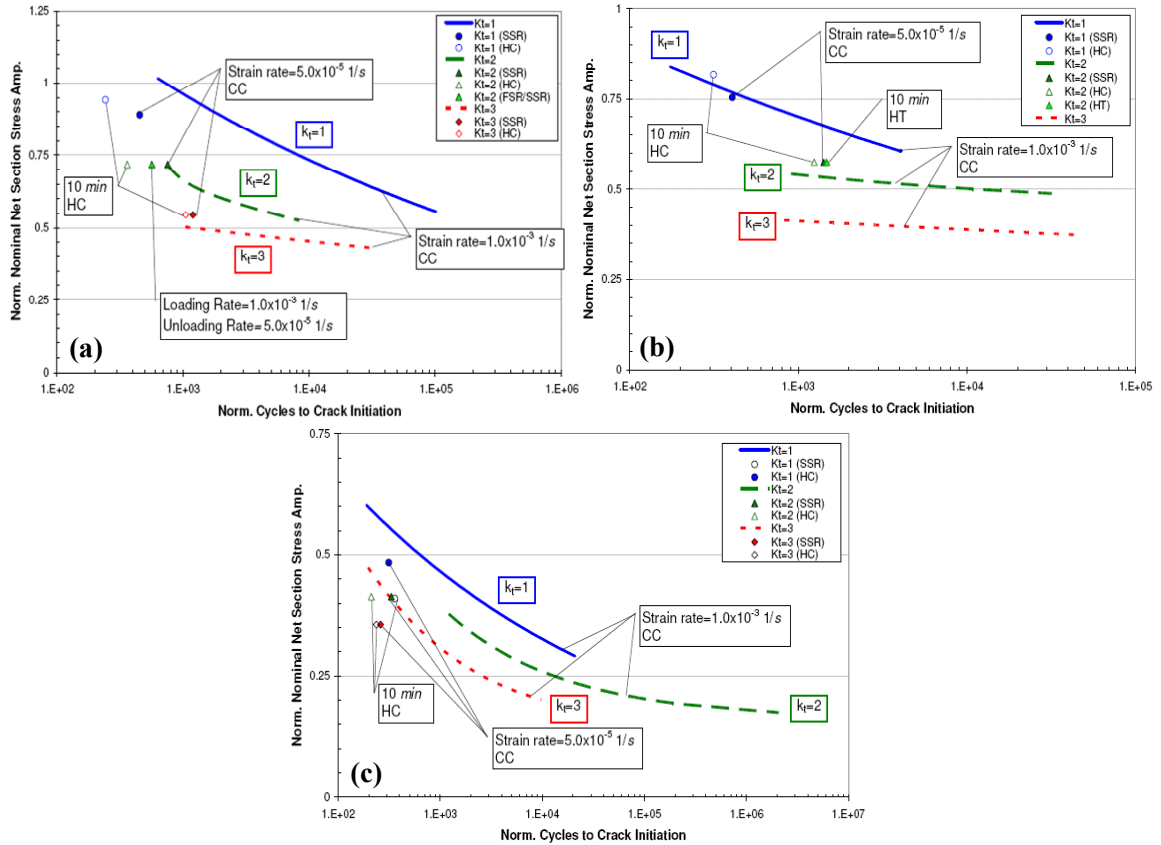 1.25
1
0.75
0.5
0.25
0
Norm. Nominal Net Section Stress Amp.
Kt=1
Kt=1 (SSR)
Kt=1 (HC)
Kt=2
Kt=2 (SSR)
Kt=2 (HC)
Kt=2 (FSR/SSR)
Kt=3
Kt=3 (SSR)
Kt=3 (HC)
Strain rate=5.0x10-5 1/s
CC
kt=1
kt=2
10 min
HC
Strain rate=1.0x10-3 1/s
CC
kt=3
Loading Rate=1.0x10-3 1/s
Unloading Rate=5.0x10-5 1/s
(a)
1.E+02
1.E+03
1.E+04
1.E+05
1.E+06
Norm. Cycles to Crack Initiation
1
0.75
0.5
0.25
0
Norm. Nominal Net Section Stress Amp.
Kt=1
Kt=1 (SSR)
Kt=1 (HC)
Kt=2
Kt=2 (SSR)
Kt=2 (HC)
Kt=2 (HT)
Kt=3
kt=1
Strain rate=5.0x10-5 1/s
CC
10 min
HT
10 min
HC
Strain rate=1.0x10-3 1/s
CC
kt=2
kt=3
(b)
1.E+02
1.E+03
1.E+04
1.E+05
Norm. Cycles to Crack Initiation
0.75
0.5
0.25
0
Norm. Nominal Net Section Stress Amp.
Kt=1
Kt=1 (SSR)
Kt=1 (HC)
Kt=2
Kt=2 (SSR)
Kt=2 (HC)
Kt=3
Kt=3 (SSR)
Kt=3 (HC)
kt=1
Strain rate=1.0x10-3 1/s
CC
10 min
HC
kt=3
kt=2
Strain rate=5.0x10-5 1/s
CC
(c)
1.E+02
1.E+03
1.E+04
1.E+05
1.E+06
1.E+07
Norm. Cycles to Crack Initiation